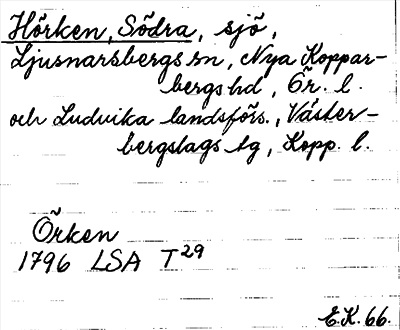 Hörken, Södra, sjö,
Ljusnarsbergs sn, Nya Koppar-
bergs hd, Ör. l.
och Ludvika landsförs., Väster-
bergslags tg, Kopp. l.
Örken
1796 LSA T29
E.K. 66.